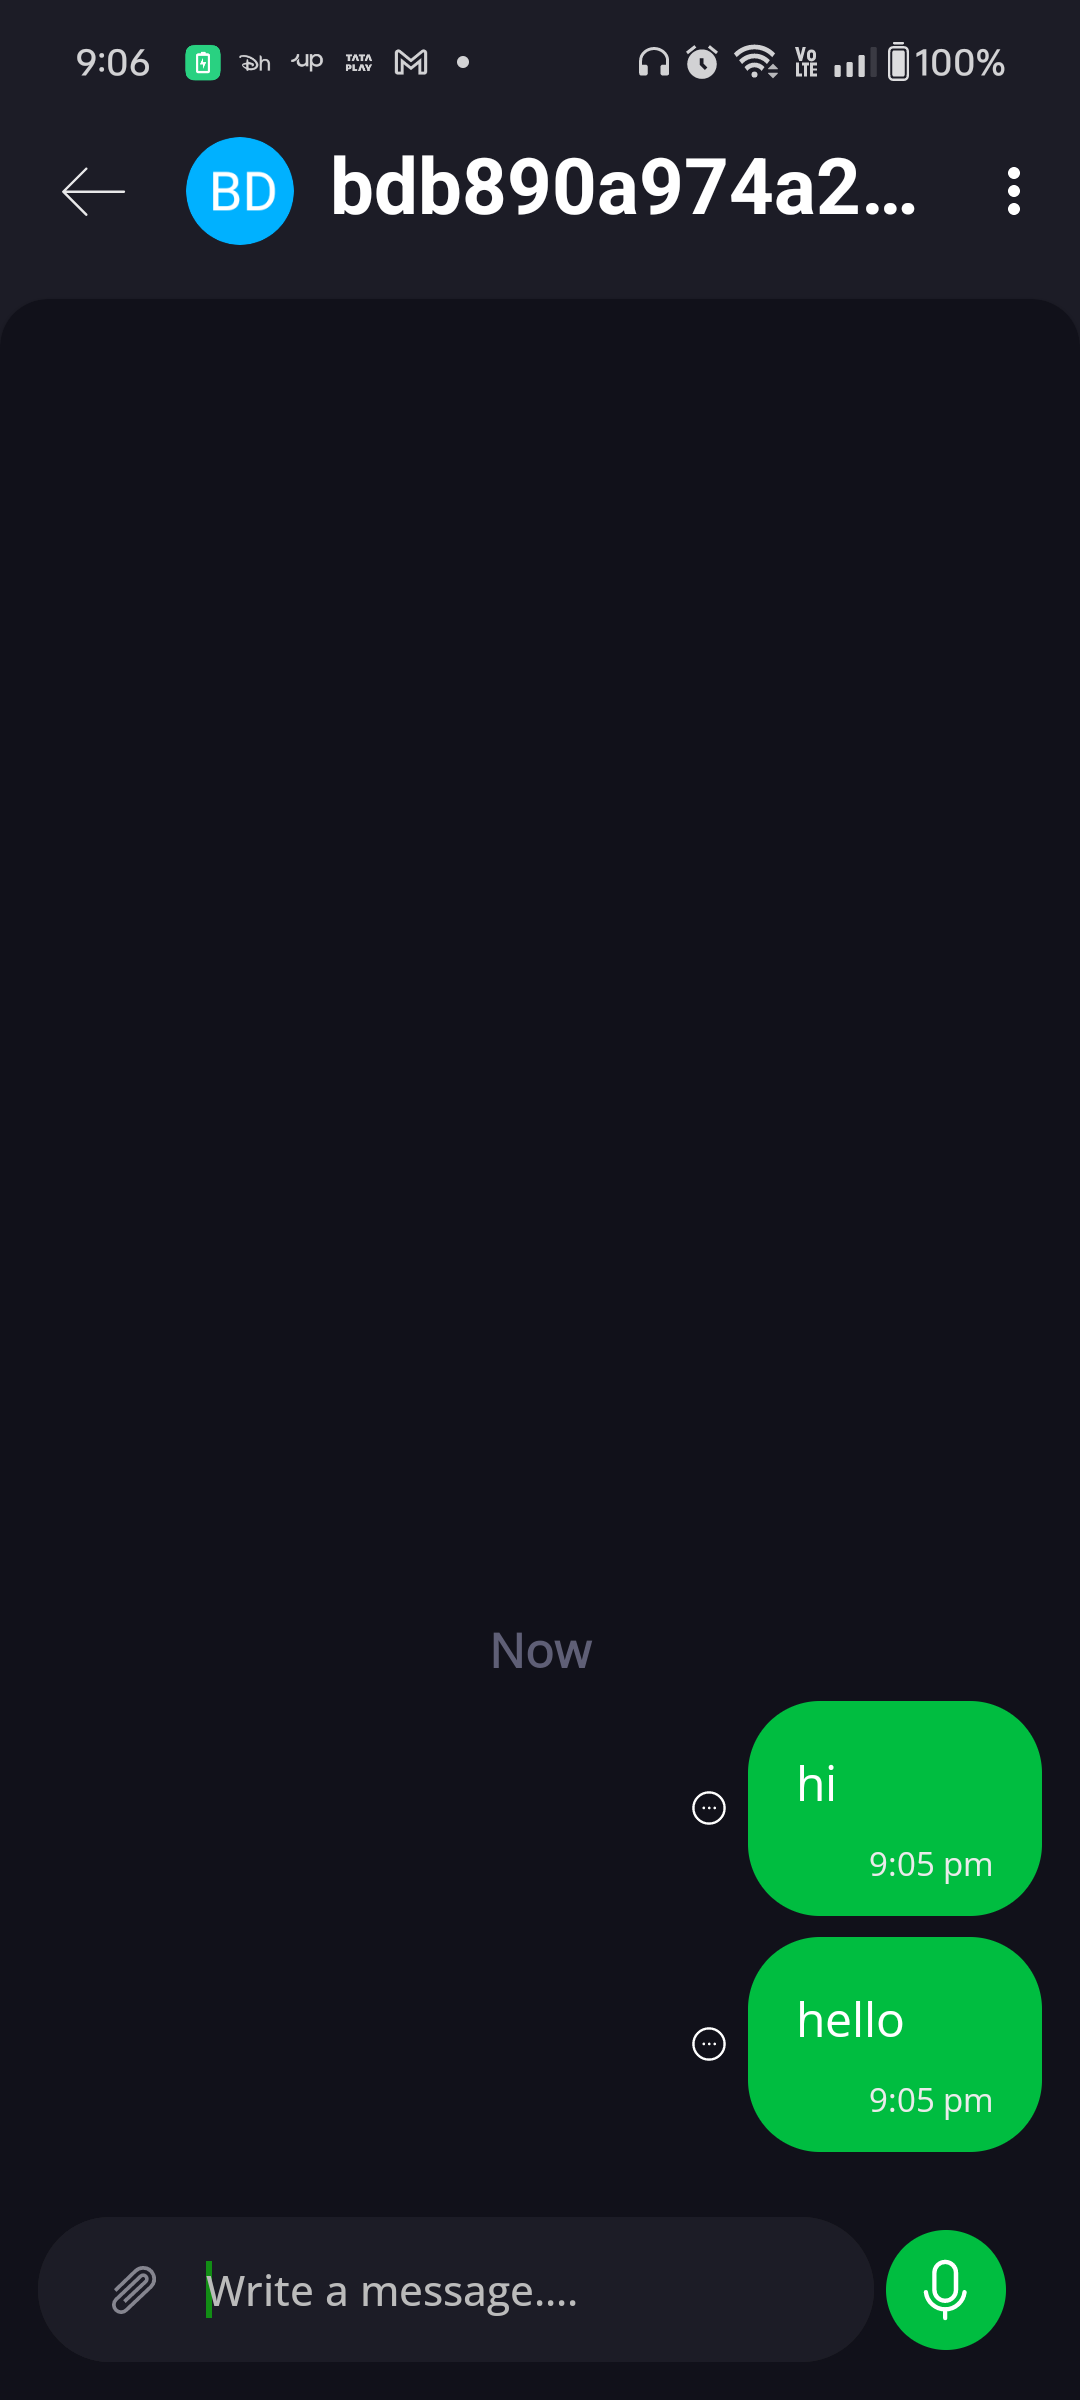 9:06 up TATA PLAY VO LTE 100%
BD bdb890a974a2...
Now
hi
9:05 pm
hello
9:05 pm
Write a message....